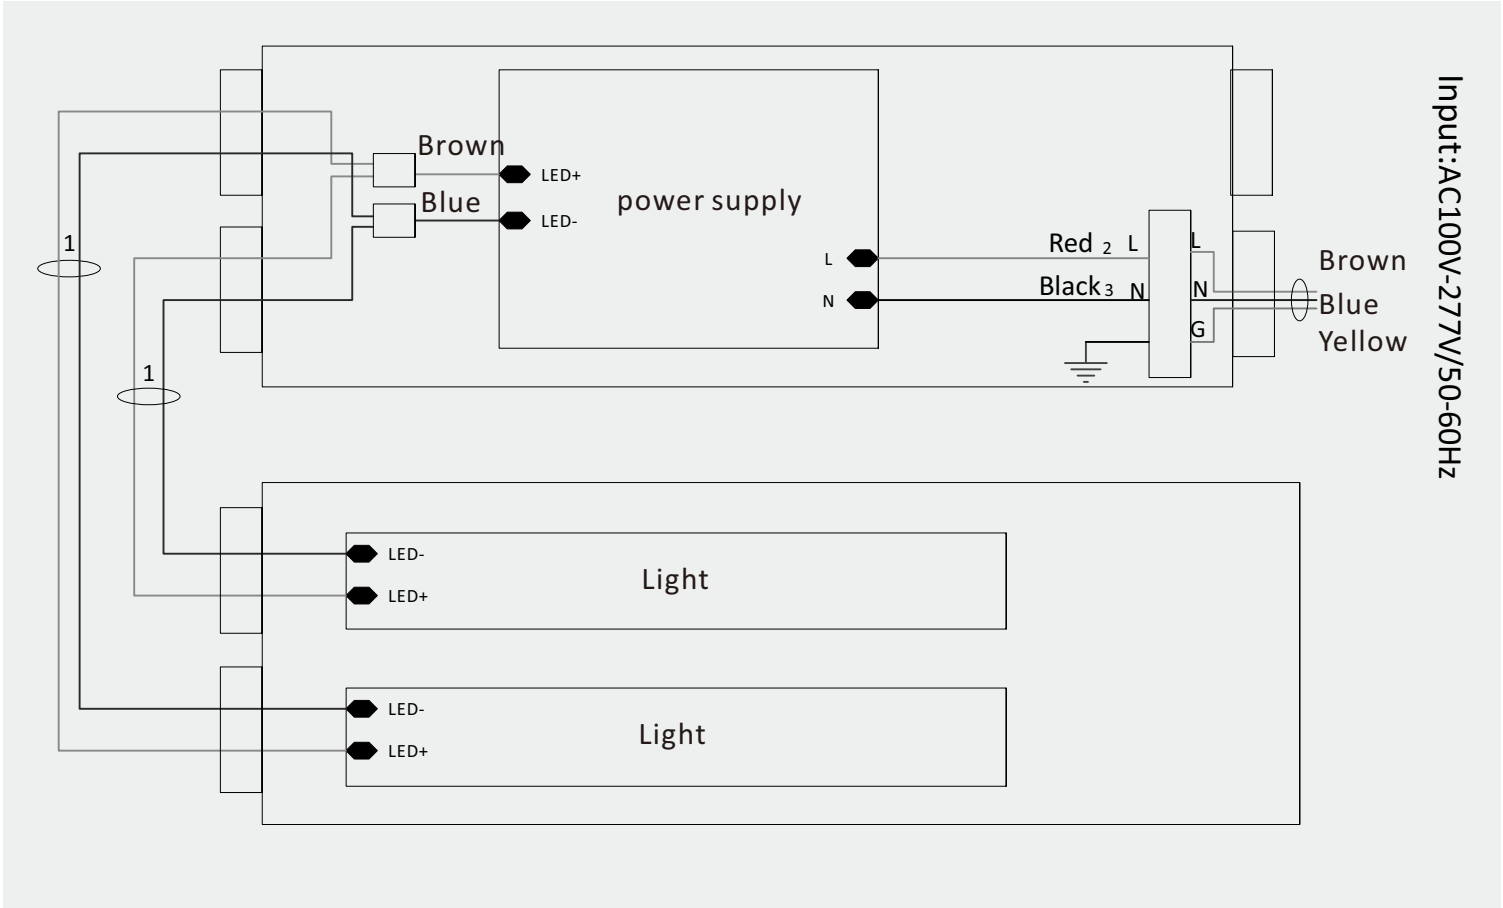 Brown
LED+
Blue
LED-
power supply
1
1
L
N
Red 2 L
Black 3 N
L
N
G
Brown
Blue
Yellow
Input:AC100V-277V/50-60Hz
LED-
LED+
Light
LED-
LED+
Light